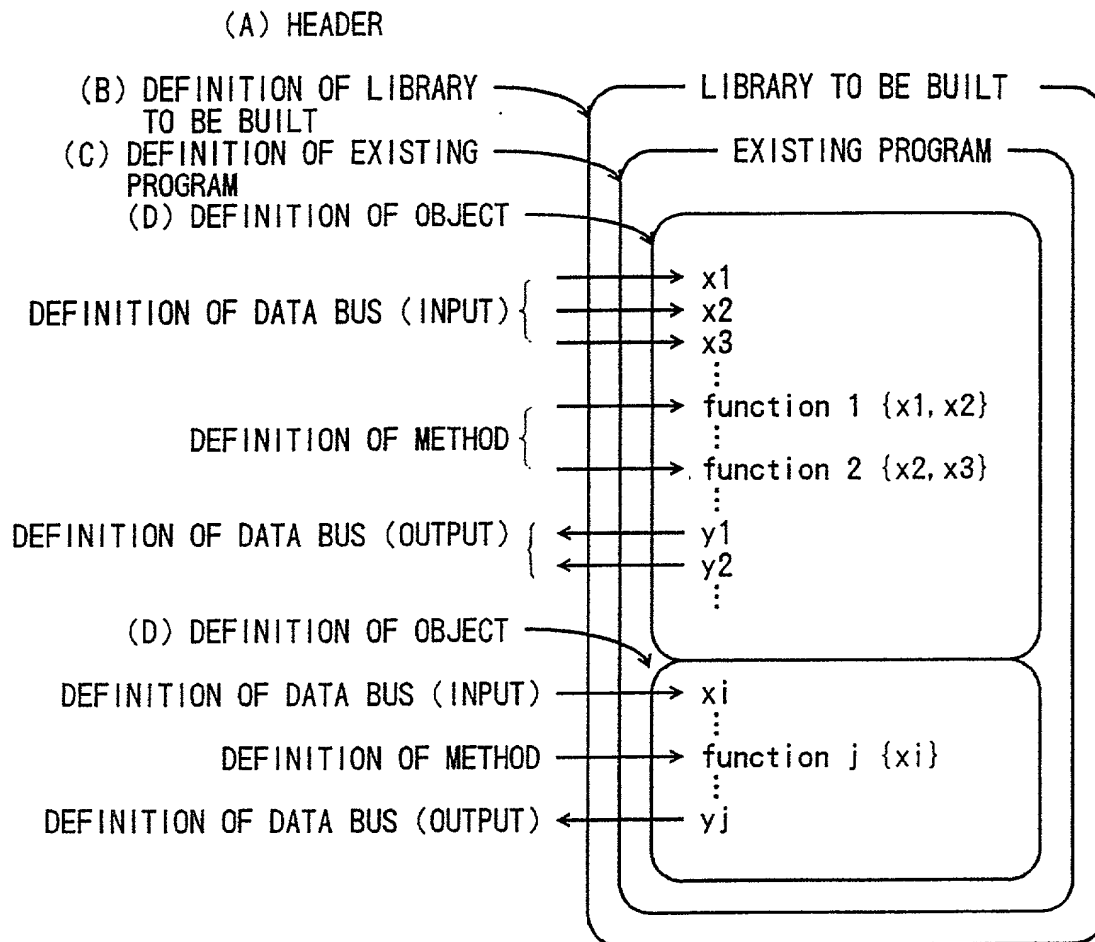 (A) HEADER
(B) DEFINITION OF LIBRARY TO BE BUILT
LIBRARY TO BE BUILT
(C) DEFINITION OF EXISTING PROGRAM
EXISTING PROGRAM
(D) DEFINITION OF OBJECT
DEFINITION OF DATA BUS (INPUT)
x1
x2
x3
⋮
DEFINITION OF METHOD
function 1 {x1, x2}
⋮
function 2 {x2, x3}
⋮
DEFINITION OF DATA BUS (OUTPUT)
y1
y2
⋮
(D) DEFINITION OF OBJECT
DEFINITION OF DATA BUS (INPUT)
xi
⋮
DEFINITION OF METHOD
function j {xi}
⋮
DEFINITION OF DATA BUS (OUTPUT)
yj